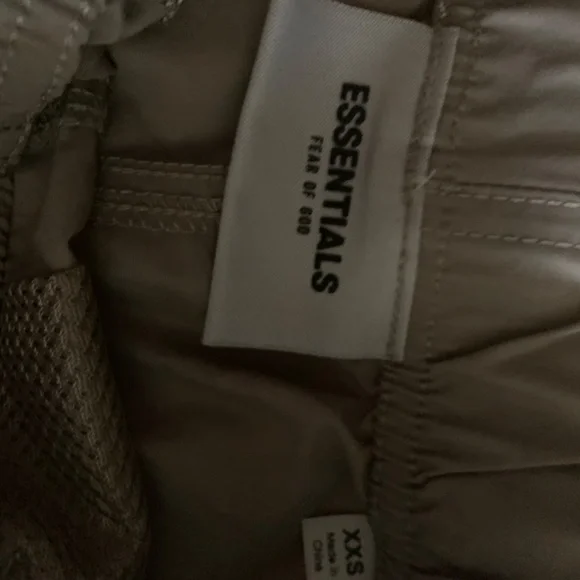 ESSENTIALS
FEAR OF GOD
XXS
Made in
China